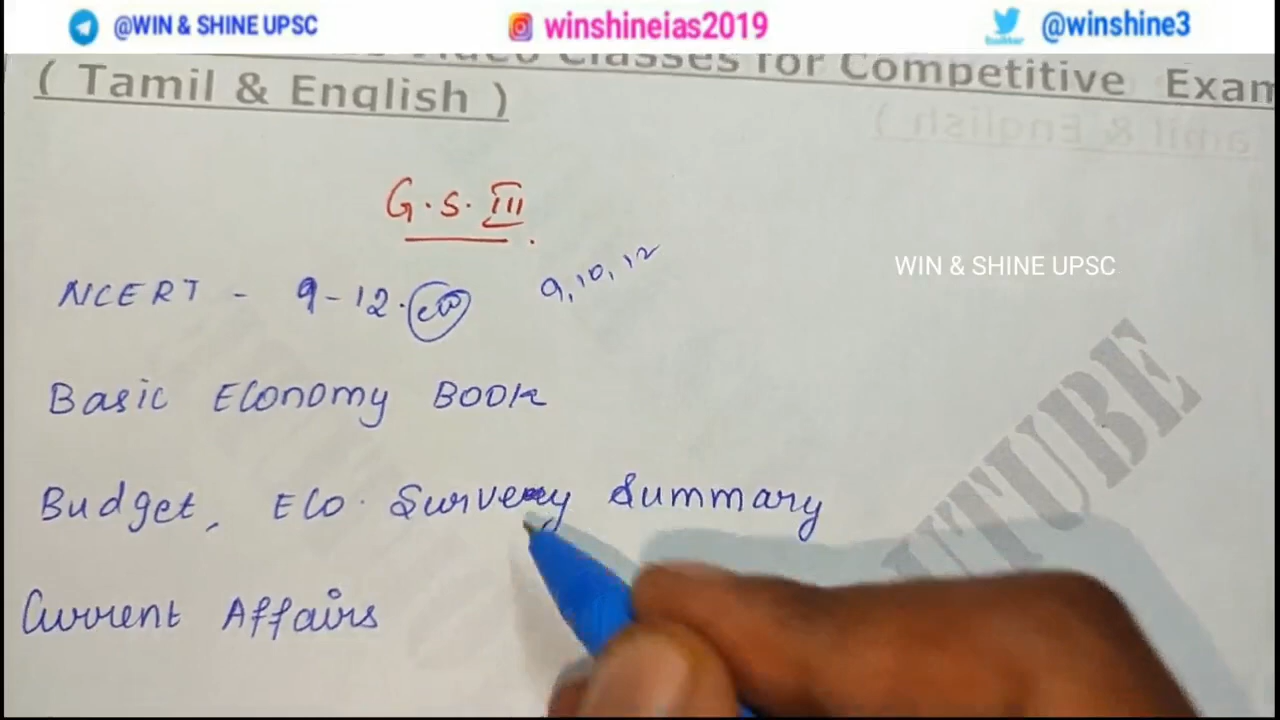 @WIN & SHINE UPSC winshineias2019 @winshine3
Classes for Competitive Exam
( Tamil & English )
G.S. III
NCERT - 9-12. eco 9, 10, 12
WIN & SHINE UPSC
Basic Economy Book
Budget, Eco. Survey Summary
Current Affairs
UTUBE